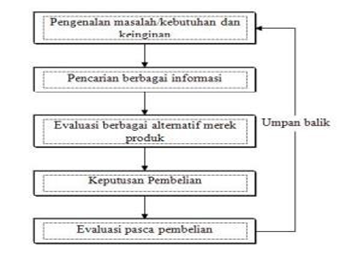 Pengenalan masalah/kebutuhan dan
keinginan
Pencarian berbagai informasi
Evaluasi berbagai alternatif merek
produk
Umpan balik
Keputusan Pembelian
Evaluasi pasca pembelian